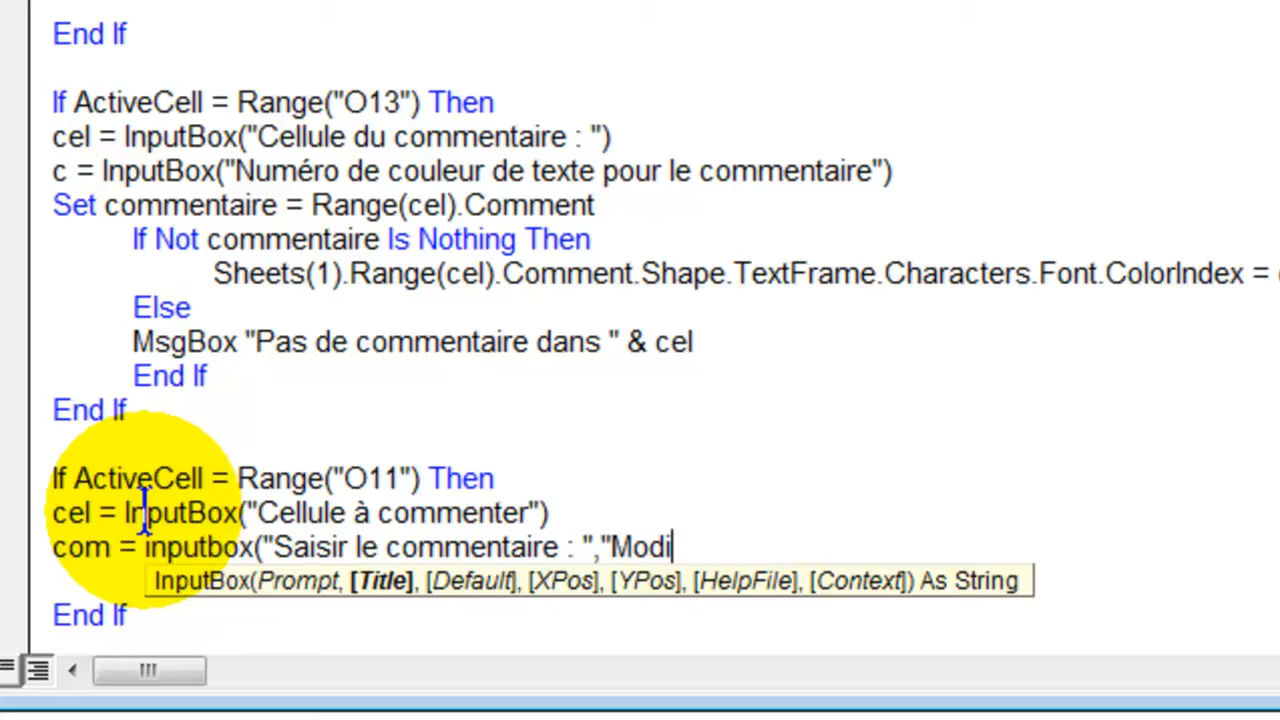 End If
If ActiveCell = Range("O13") Then
cel = InputBox("Cellule du commentaire : ")
c = InputBox("Numéro de couleur de texte pour le commentaire")
Set commentaire = Range(cel).Comment
If Not commentaire Is Nothing Then
Sheets(1).Range(cel).Comment.Shape.TextFrame.Characters.Font.ColorIndex =
Else
MsgBox "Pas de commentaire dans " & cel
End If
End If
If ActiveCell = Range("O11") Then
cel = InputBox("Cellule à commenter")
com = inputbox("Saisir le commentaire : ","Modi
InputBox(Prompt, [Title], [Default], [XPos], [YPos], [HelpFile], [Context]) As String
End If